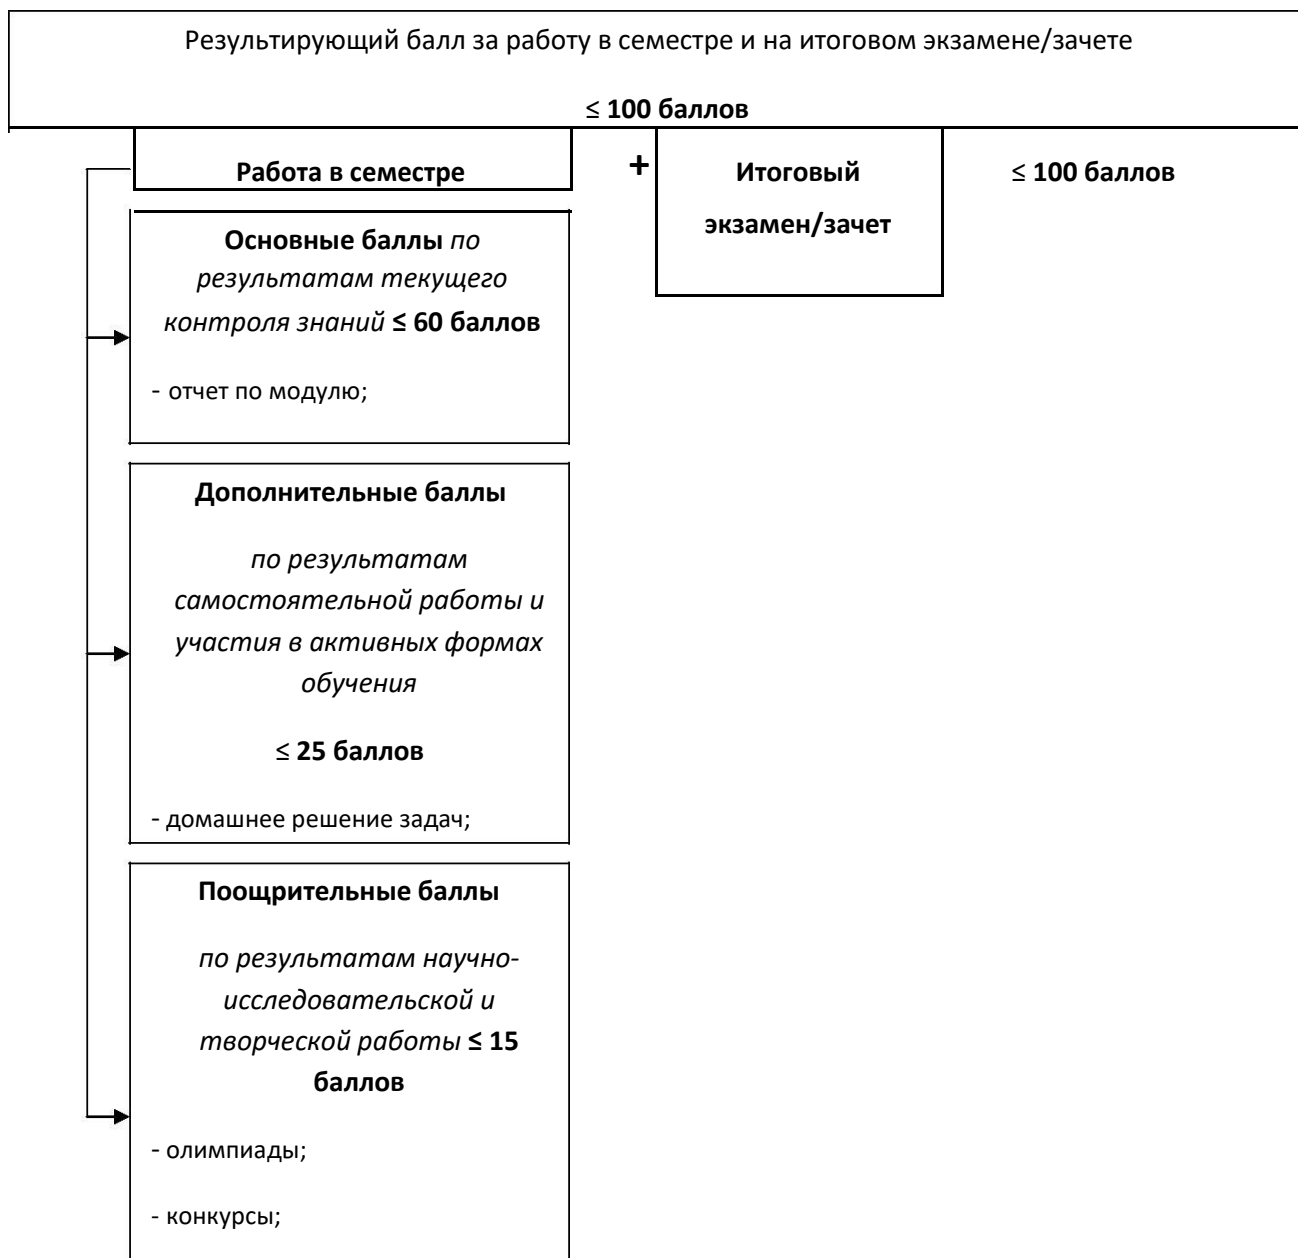 Результирующий балл за работу в семестре и на итоговом экзамене/зачете
≤ 100 баллов
Работа в семестре
+
Итоговый
экзамен/зачет
≤ 100 баллов
Основные баллы по
результатам текущего
контроля знаний ≤ 60 баллов
- отчет по модулю;
Дополнительные баллы
по результатам
самостоятельной работы и
участия в активных формах
обучения
≤ 25 баллов
- домашнее решение задач;
Поощрительные баллы
по результатам научно-
исследовательской и
творческой работы ≤ 15
баллов
- олимпиады;
- конкурсы;